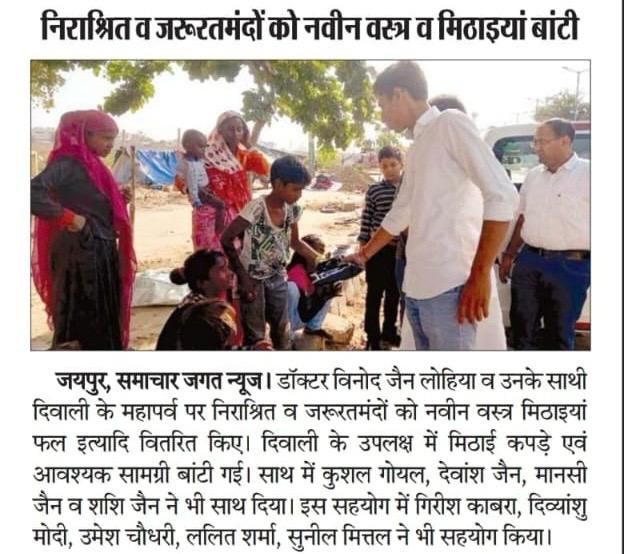 निराश्रित व जरूरतमंदों को नवीन वस्त्र व मिठाइयां बांटी
जयपुर, समाचार जगत न्यूज। डॉक्टर विनोद जैन लोहिया व उनके साथी
दिवाली के महापर्व पर निराश्रित व जरूरतमंदों को नवीन वस्त्र मिठाइयां
फल इत्यादि वितरित किए। दिवाली के उपलक्ष में मिठाई कपड़े एवं
आवश्यक सामग्री बांटी गई। साथ में कुशल गोयल, देवांश जैन, मानसी
जैन व शशि जैन ने भी साथ दिया। इस सहयोग में गिरीश काबरा, दिव्यांशु
मोदी, उमेश चौधरी, ललित शर्मा, सुनील मित्तल ने भी सहयोग किया।